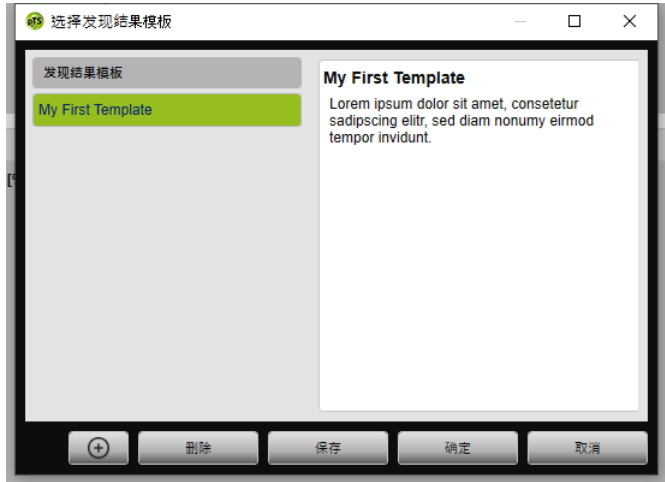 pTS 选择发现结果模板
发现结果模板
My First Template
My First Template
Lorem ipsum dolor sit amet, consetetur
sadipscing elitr, sed diam nonumy eirmod
tempor invidunt.
删除
保存
确定
取消